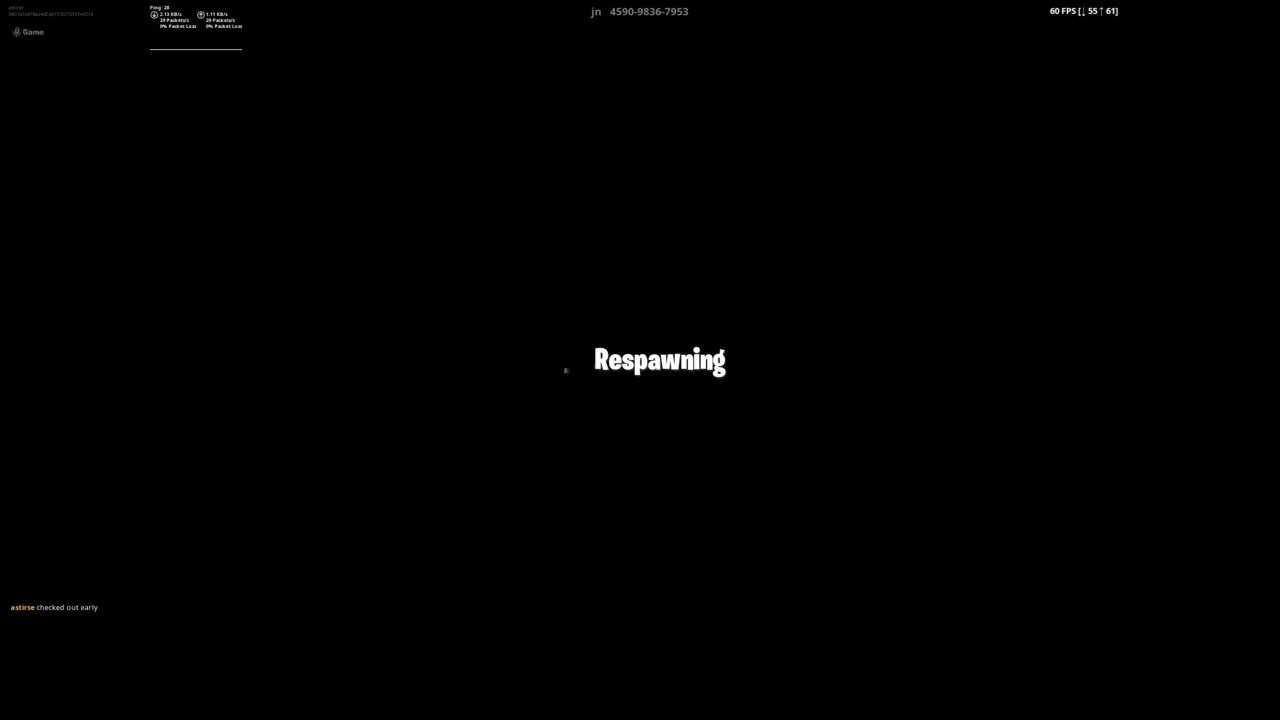 astirse
Game
Ping: 28
2.13 KB/s
29 Packets/s
0% Packet Loss
1.11 KB/s
29 Packets/s
0% Packet Loss
jn 4590-9836-7953
60 FPS [↓ 55 ↑ 61]
Respawning
astirse checked out early